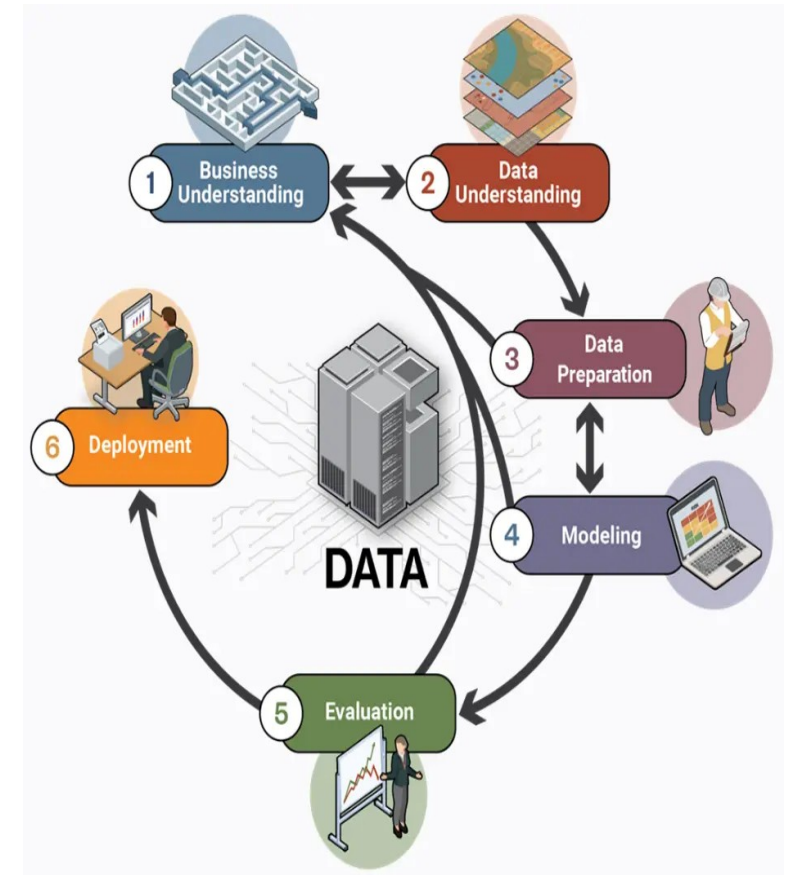 1
Business
Understanding
2
Data
Understanding
3
Data
Preparation
4
Modeling
5
Evaluation
6
Deployment
DATA